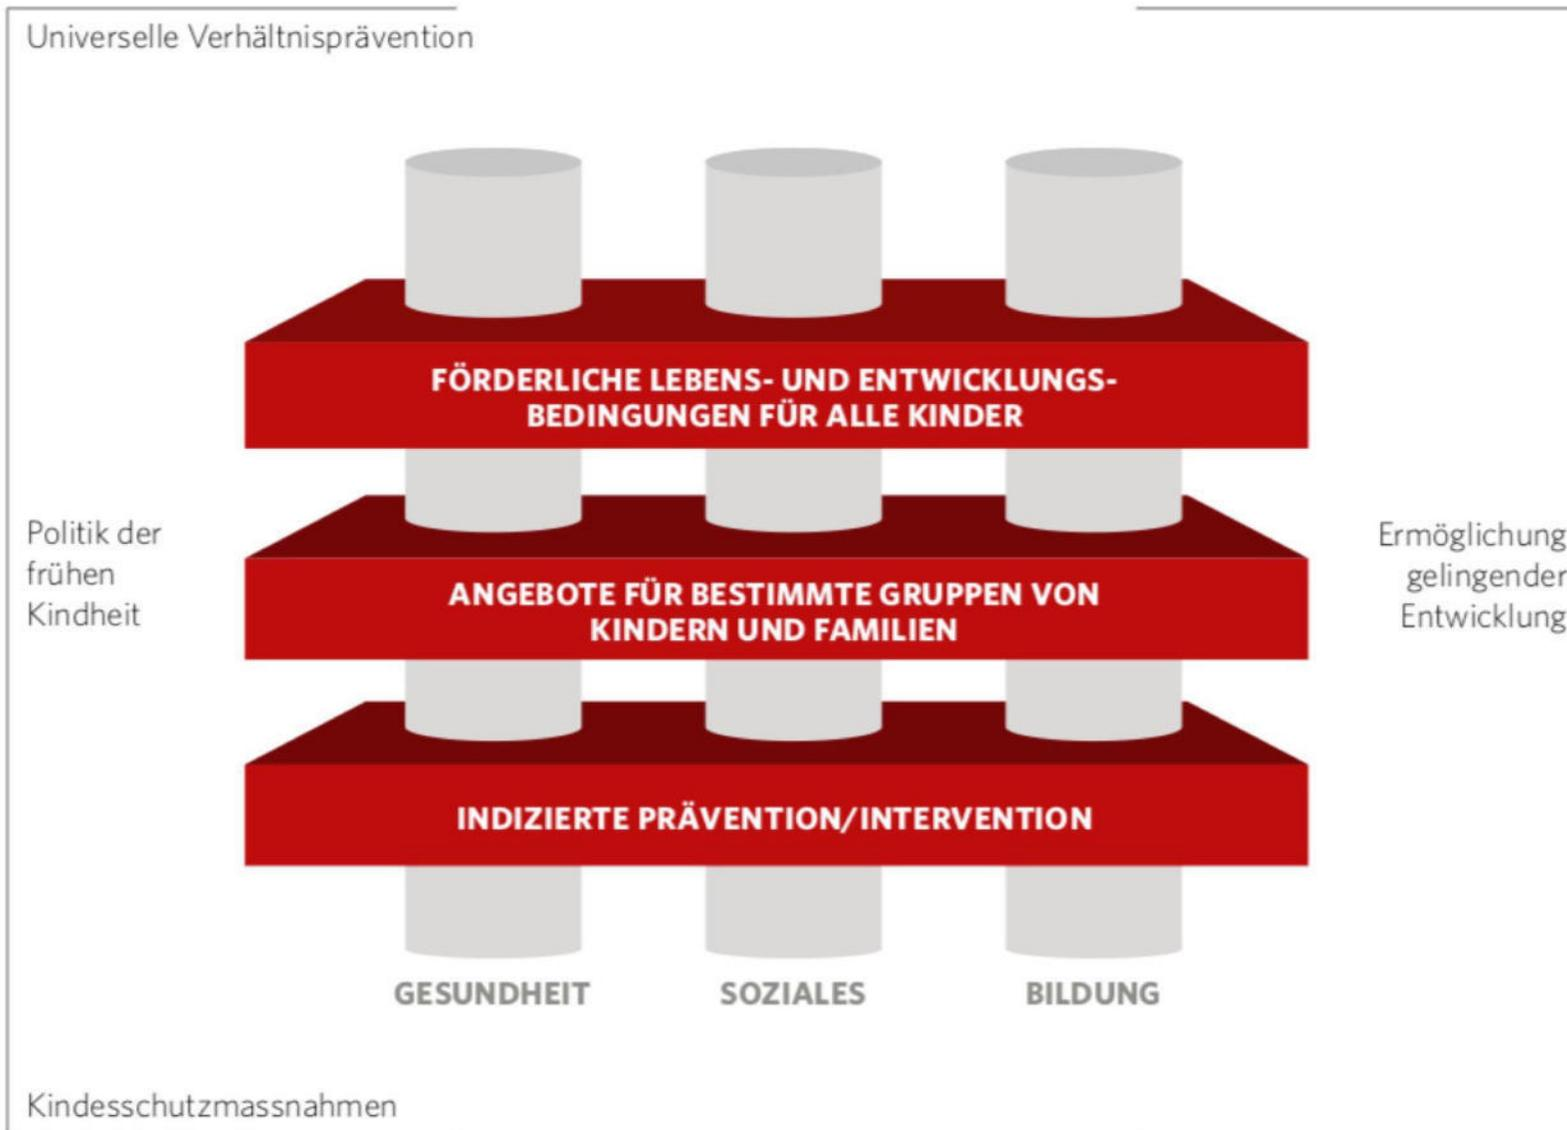 Universelle Verhältnisprävention
FÖRDERLICHE LEBENS- UND ENTWICKLUNGS-
BEDINGUNGEN FÜR ALLE KINDER
Politik der
frühen
Kindheit
ANGEBOTE FÜR BESTIMMTE GRUPPEN VON
KINDERN UND FAMILIEN
Ermöglichung
gelingender
Entwicklung
INDIZIERTE PRÄVENTION/INTERVENTION
GESUNDHEIT
SOZIALES
BILDUNG
Kindesschutzmassnahmen